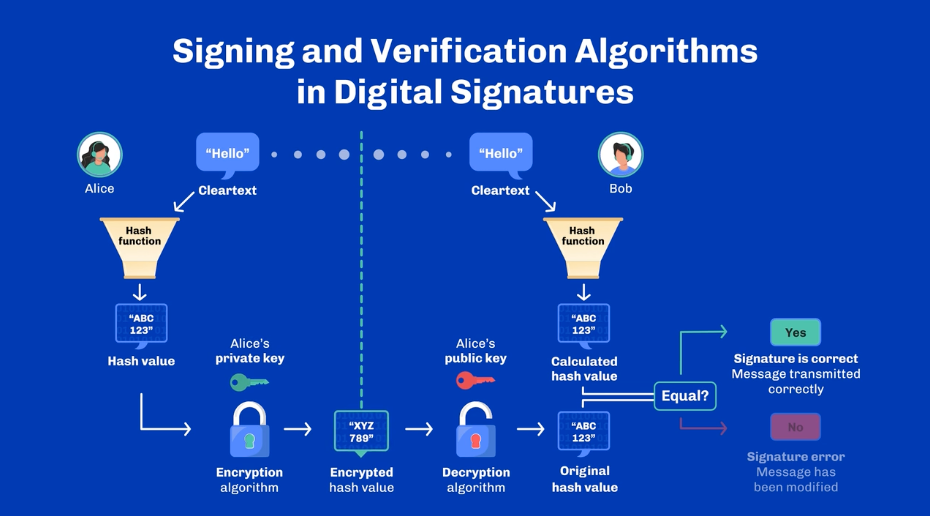 Signing and Verification Algorithms
in Digital Signatures
Alice
“Hello”
Cleartext
“Hello”
Cleartext
Bob
Hash
function
Hash
function
“ABC
123”
Hash value
“ABC
123”
Calculated
hash value
Alice’s
private key
Alice’s
public key
Encryption
algorithm
“XYZ
789”
Encrypted
hash value
Decryption
algorithm
“ABC
123”
Original
hash value
Equal?
Yes
Signature is correct
Message transmitted
correctly
No
Signature error
Message has
been modified